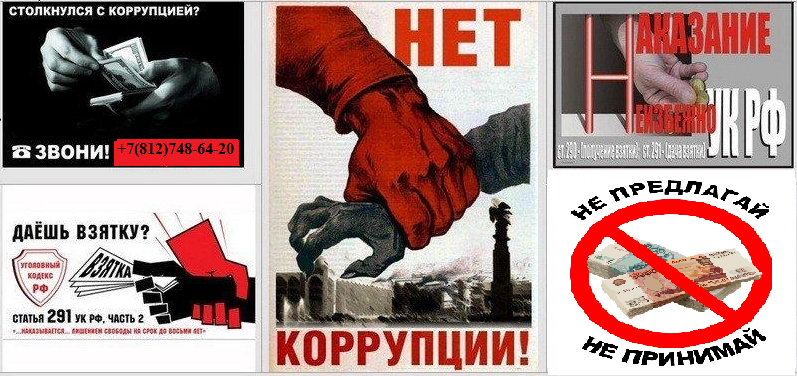 СТОЛКНУЛСЯ С КОРРУПЦИЕЙ?
☎ ЗВОНИ! +7(812)748-64-20
ДАЁШЬ ВЗЯТКУ?
УГОЛОВНЫЙ
КОДЕКС
РФ
ВЗЯТКА
СТАТЬЯ 291 УК РФ, ЧАСТЬ 2
«...НАКАЗЫВАЕТСЯ... ЛИШЕНИЕМ СВОБОДЫ НА СРОК ДО ВОСЬМИ ЛЕТ»
НЕТ
КОРРУПЦИИ!
НАКАЗАНИЕ
НЕИЗБЕЖНО
УК РФ
ст.290-(получение взятки) ст.291-(дача взятки)
НЕ ПРЕДЛАГАЙ
НЕ ПРИНИМАЙ